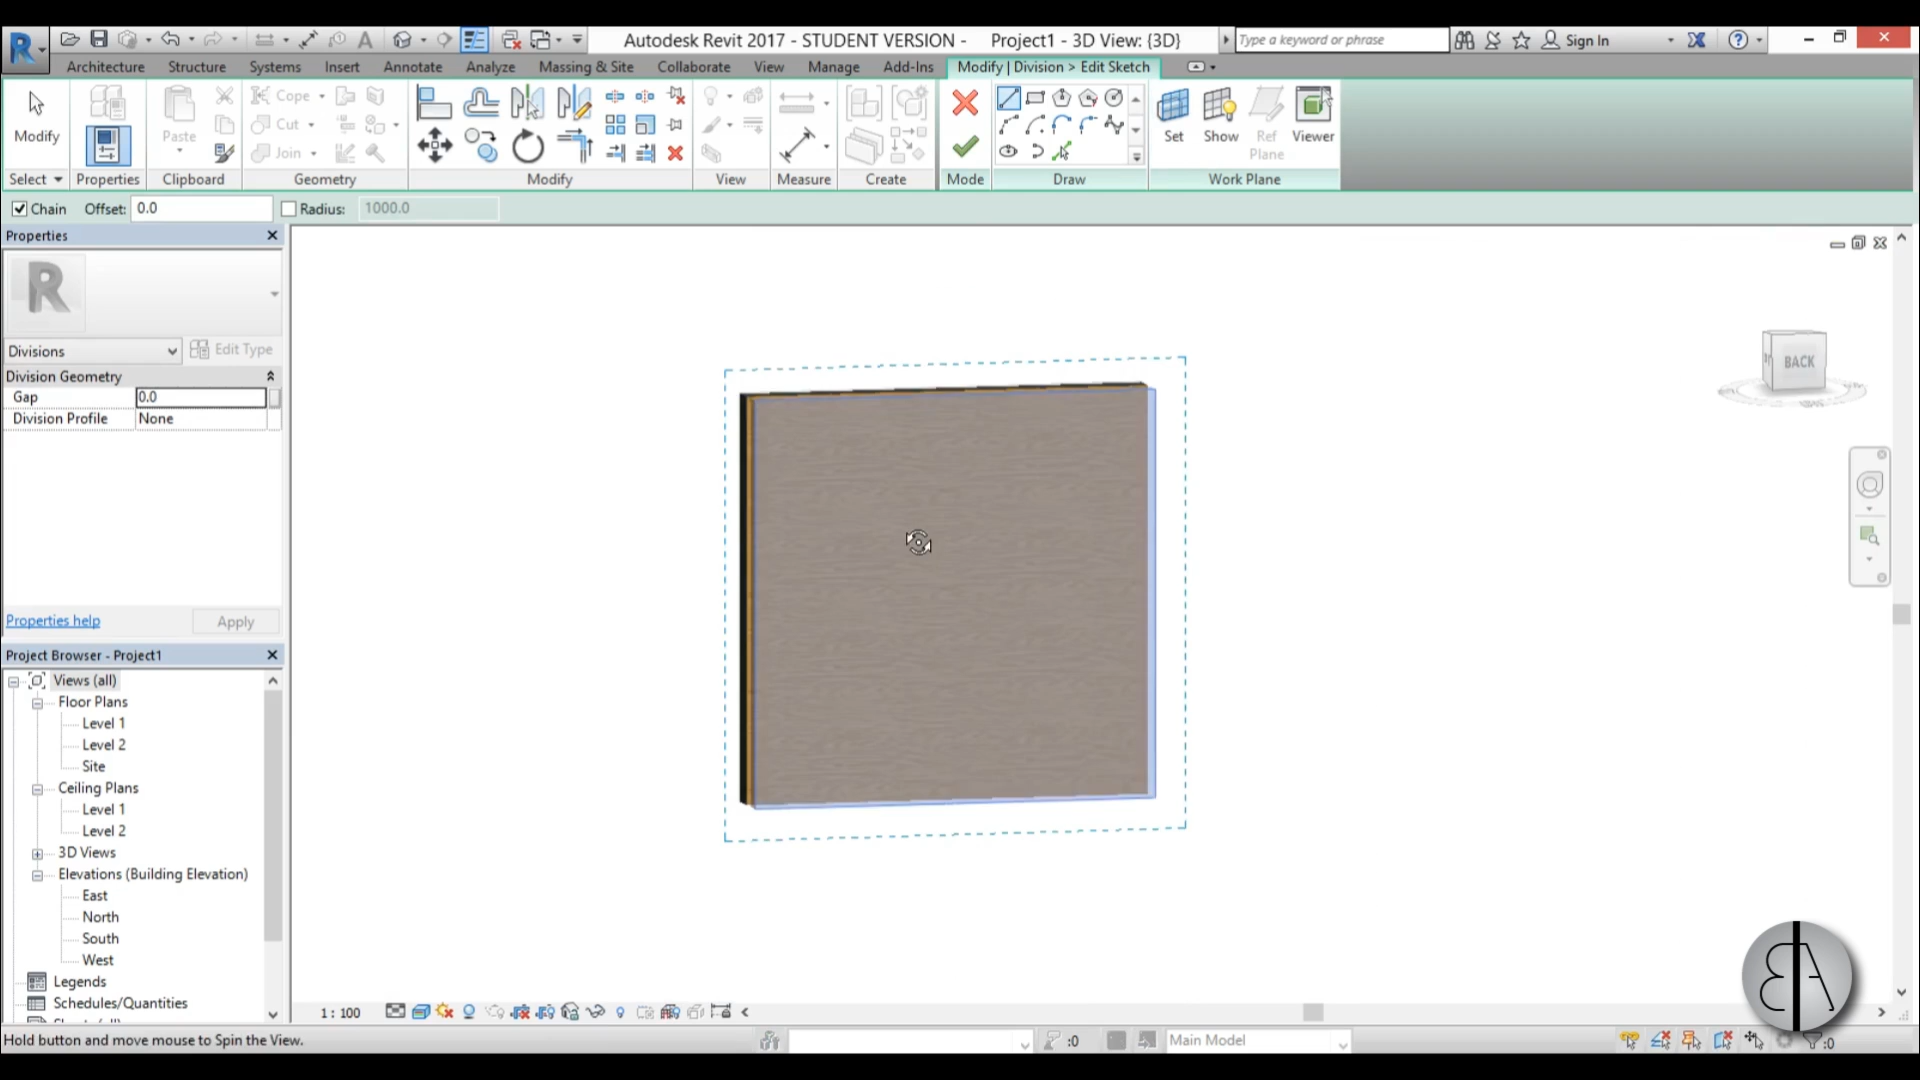 Autodesk Revit 2017 - STUDENT VERSION - Project1 - 3D View: {3D}
Type a keyword or phrase
Sign In
Architecture Structure Systems Insert Annotate Analyze Massing & Site Collaborate View Manage Add-Ins Modify | Division > Edit Sketch
Modify
Paste
Cope
Cut
Join
Set Show Ref Plane Viewer
Select Properties Clipboard Geometry Modify View Measure Create Mode Draw Work Plane
Chain Offset: 0.0 Radius: 1000.0
Properties
R
Divisions Edit Type
Division Geometry
Gap 0.0
Division Profile None
BACK
Properties help Apply
Project Browser - Project1
Views (all)
Floor Plans
Level 1
Level 2
Site
Ceiling Plans
Level 1
Level 2
3D Views
Elevations (Building Elevation)
East
North
South
West
Legends
Schedules/Quantities
1 : 100
Hold button and move mouse to Spin the View.
:0
Main Model
:0
BA